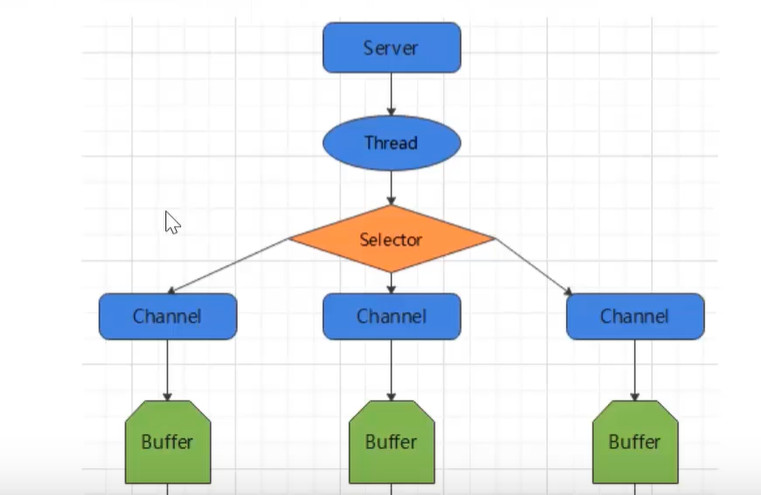 Server
Thread
Selector
Channel
Channel
Channel
Buffer
Buffer
Buffer